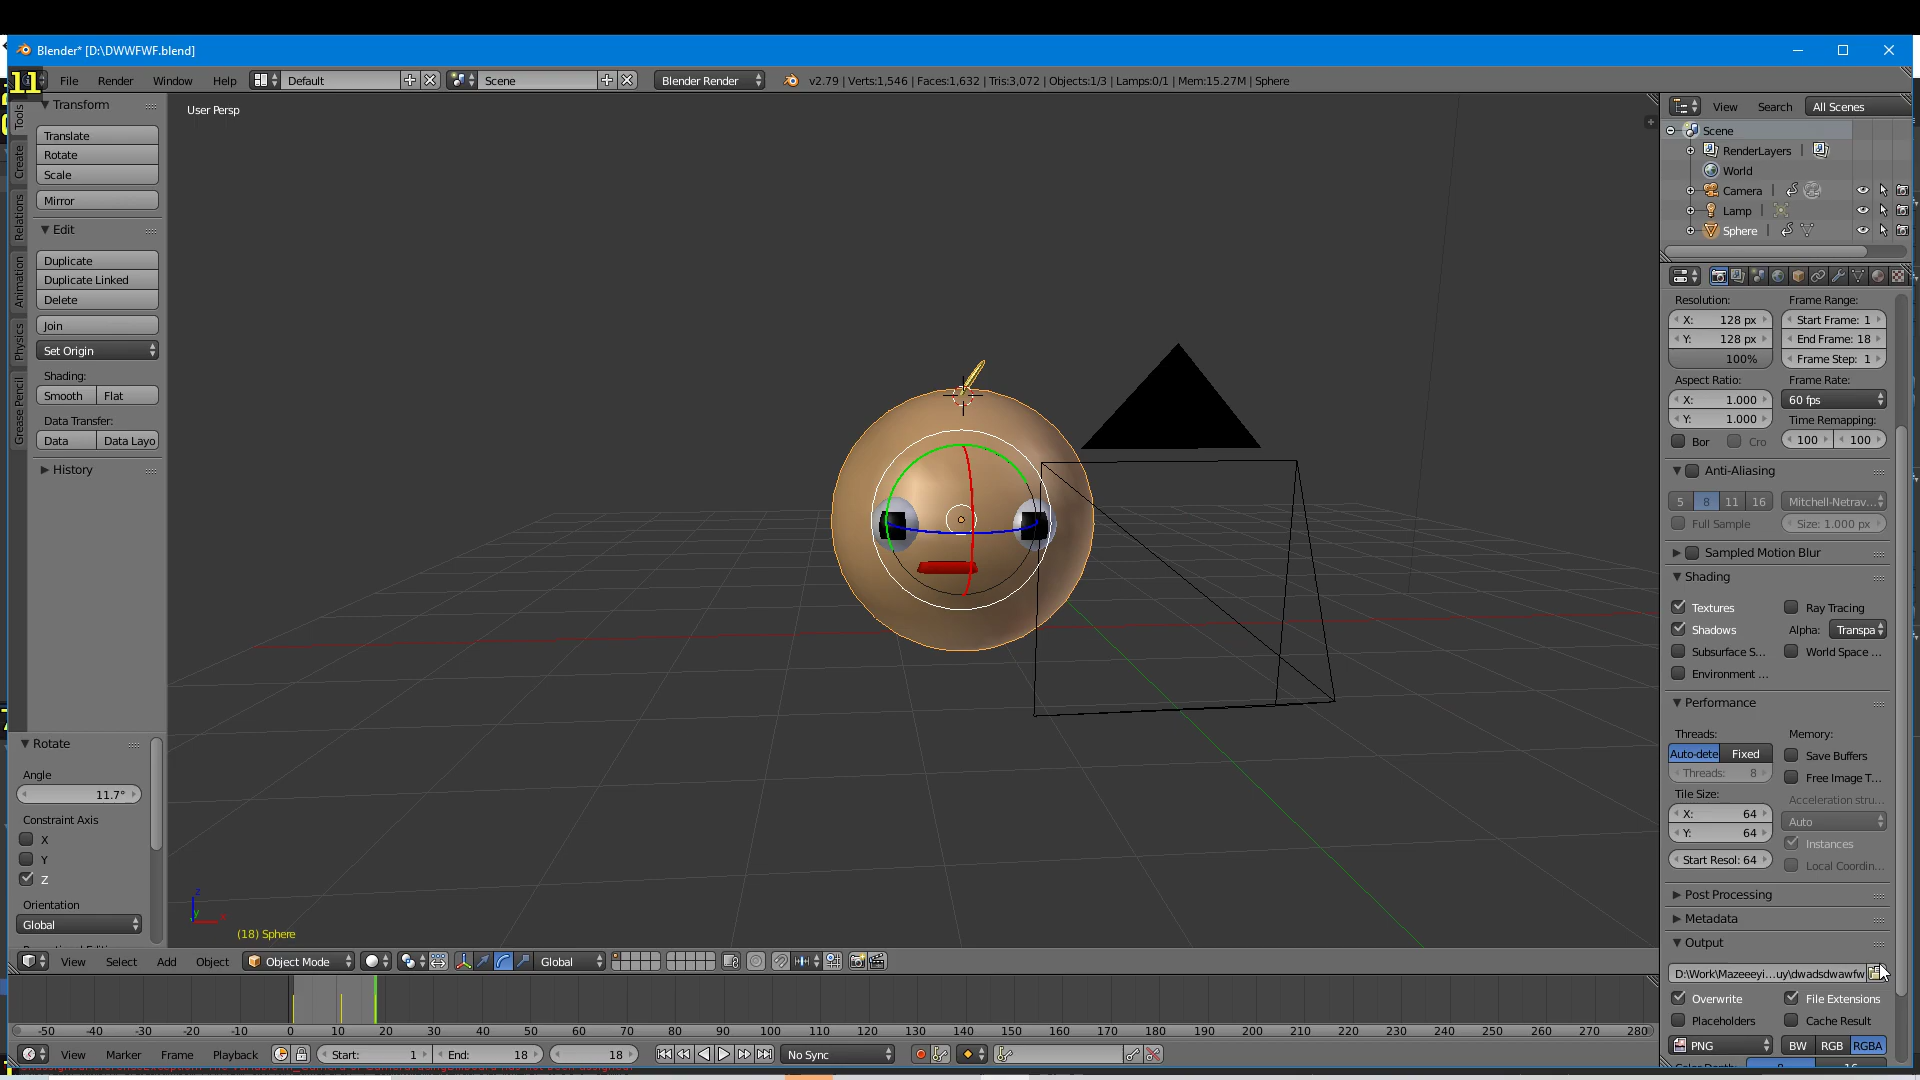 Blender* [D:\DWWFWF.blend]
11
File Render Window Help Default Scene Blender Render v2.79 | Verts:1,546 | Faces:1,632 | Tris:3,072 | Objects:1/3 | Lamps:0/1 | Mem:15.27M | Sphere
Tools
Create
Relations
Animation
Physics
Grease Pencil
Transform
Translate
Rotate
Scale
Mirror
Edit
Duplicate
Duplicate Linked
Delete
Join
Set Origin
Shading:
Smooth Flat
Data Transfer:
Data Data Layo
History
Rotate
Angle
11.7°
Constraint Axis
X
Y
Z
Orientation
Global
User Persp
z
y
x
(18) Sphere
View Select Add Object Object Mode Global
-50 -40 -30 -20 -10 0 10 20 30 40 50 60 70 80 90 100 110 120 130 140 150 160 170 180 190 200 210 220 230 240 250 260 270 280
View Marker Frame Playback Start: 1 End: 18 18 No Sync
View Search All Scenes
Scene
RenderLayers
World
Camera
Lamp
Sphere
Resolution: Frame Range:
X: 128 px Start Frame: 1
Y: 128 px End Frame: 18
100% Frame Step: 1
Aspect Ratio: Frame Rate:
X: 1.000 60 fps
Y: 1.000 Time Remapping:
Bor Cro 100 100
Anti-Aliasing
5 8 11 16 Mitchell-Netrav...
Full Sample Size: 1.000 px
Sampled Motion Blur
Shading
Textures Ray Tracing
Shadows Alpha: Transpa
Subsurface S... World Space ...
Environment ...
Performance
Threads: Memory:
Auto-dete Fixed Save Buffers
Threads: 8 Free Image T...
Tile Size: Acceleration stru...
X: 64 Auto
Y: 64 Instances
Start Resol: 64 Local Coordin...
Post Processing
Metadata
Output
D:\Work\Mazeeeyi...uy\dwadsdwawfw
Overwrite File Extensions
Placeholders Cache Result
PNG BW RGB RGBA